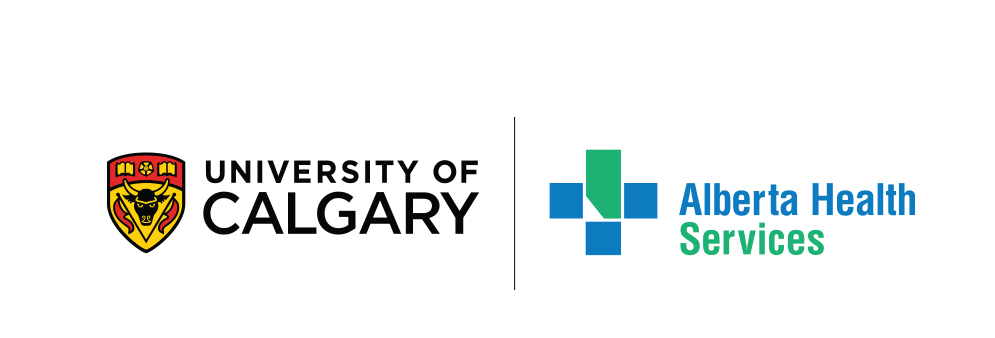 UNIVERSITY OF
CALGARY
Alberta Health
Services